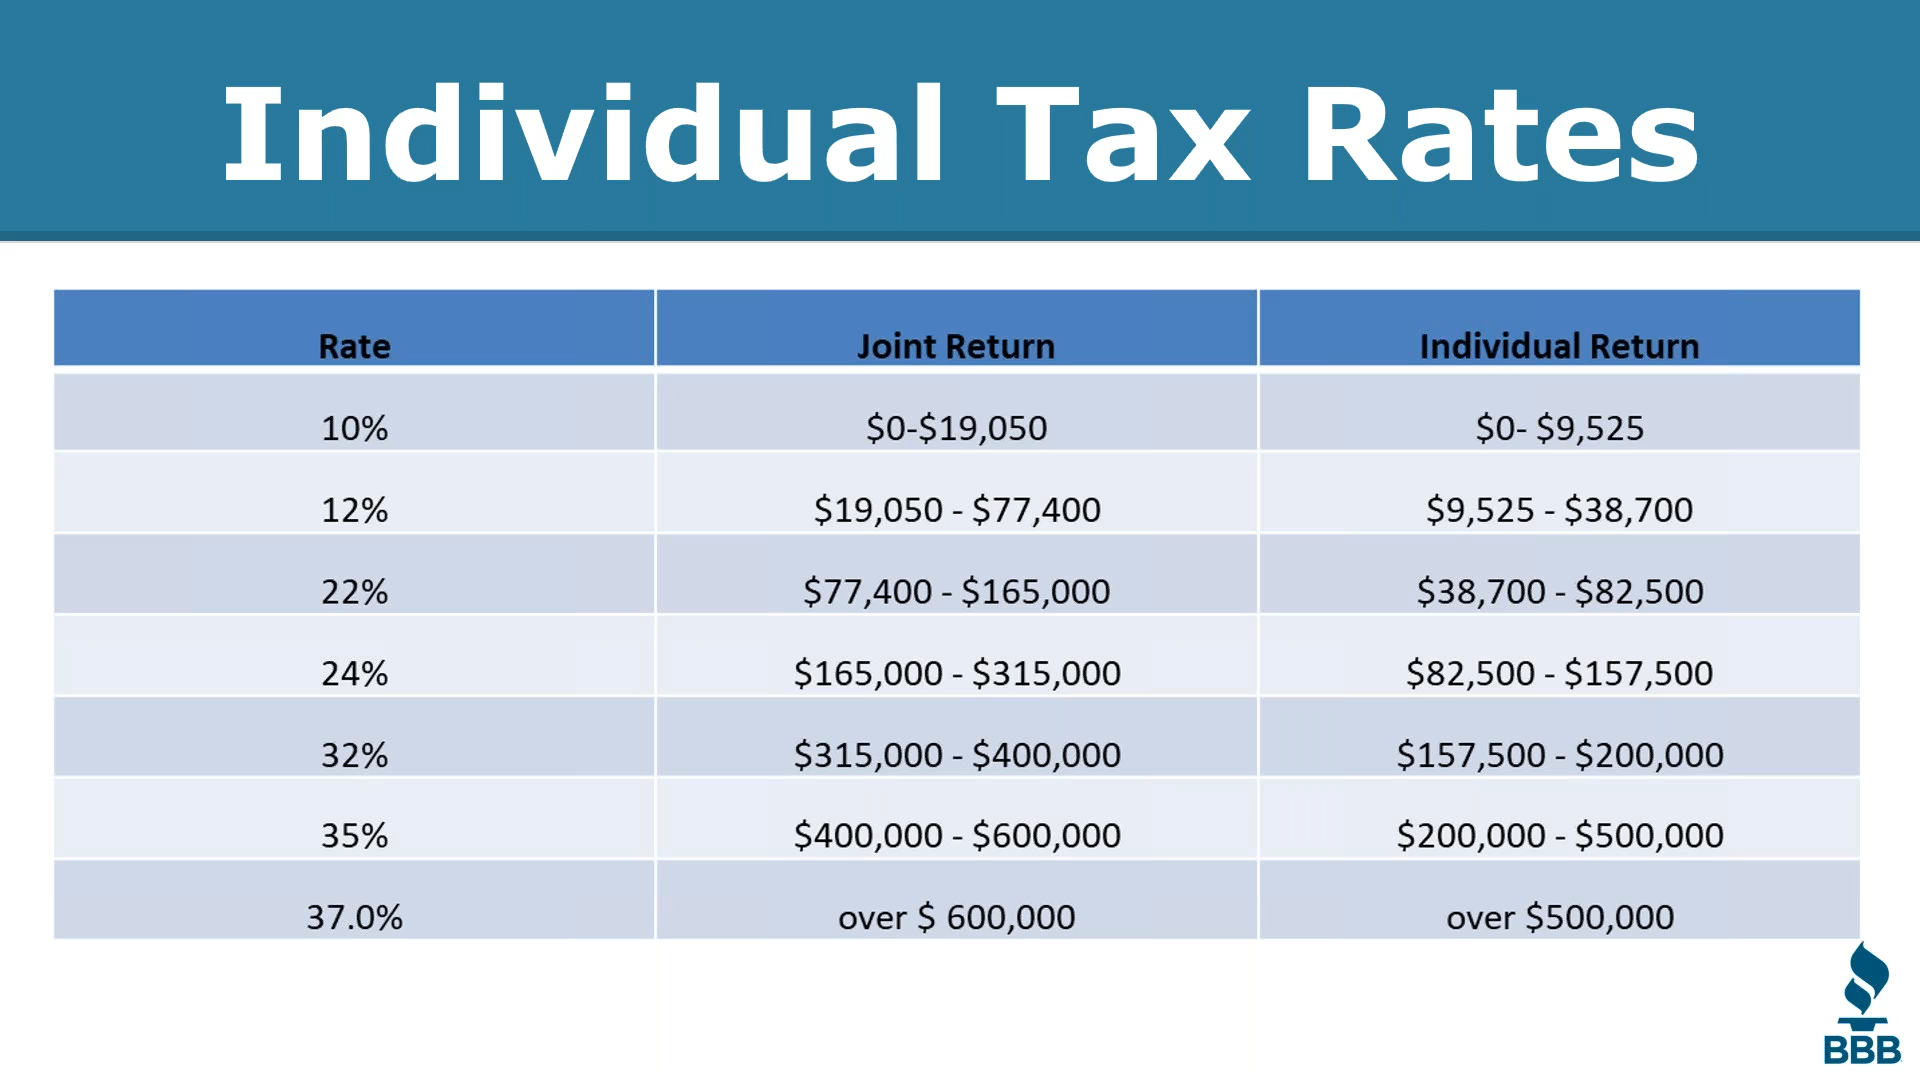 Individual Tax Rates
Rate Joint Return Individual Return
10% $0-$19,050 $0- $9,525
12% $19,050 - $77,400 $9,525 - $38,700
22% $77,400 - $165,000 $38,700 - $82,500
24% $165,000 - $315,000 $82,500 - $157,500
32% $315,000 - $400,000 $157,500 - $200,000
35% $400,000 - $600,000 $200,000 - $500,000
37.0% over $ 600,000 over $500,000
BBB